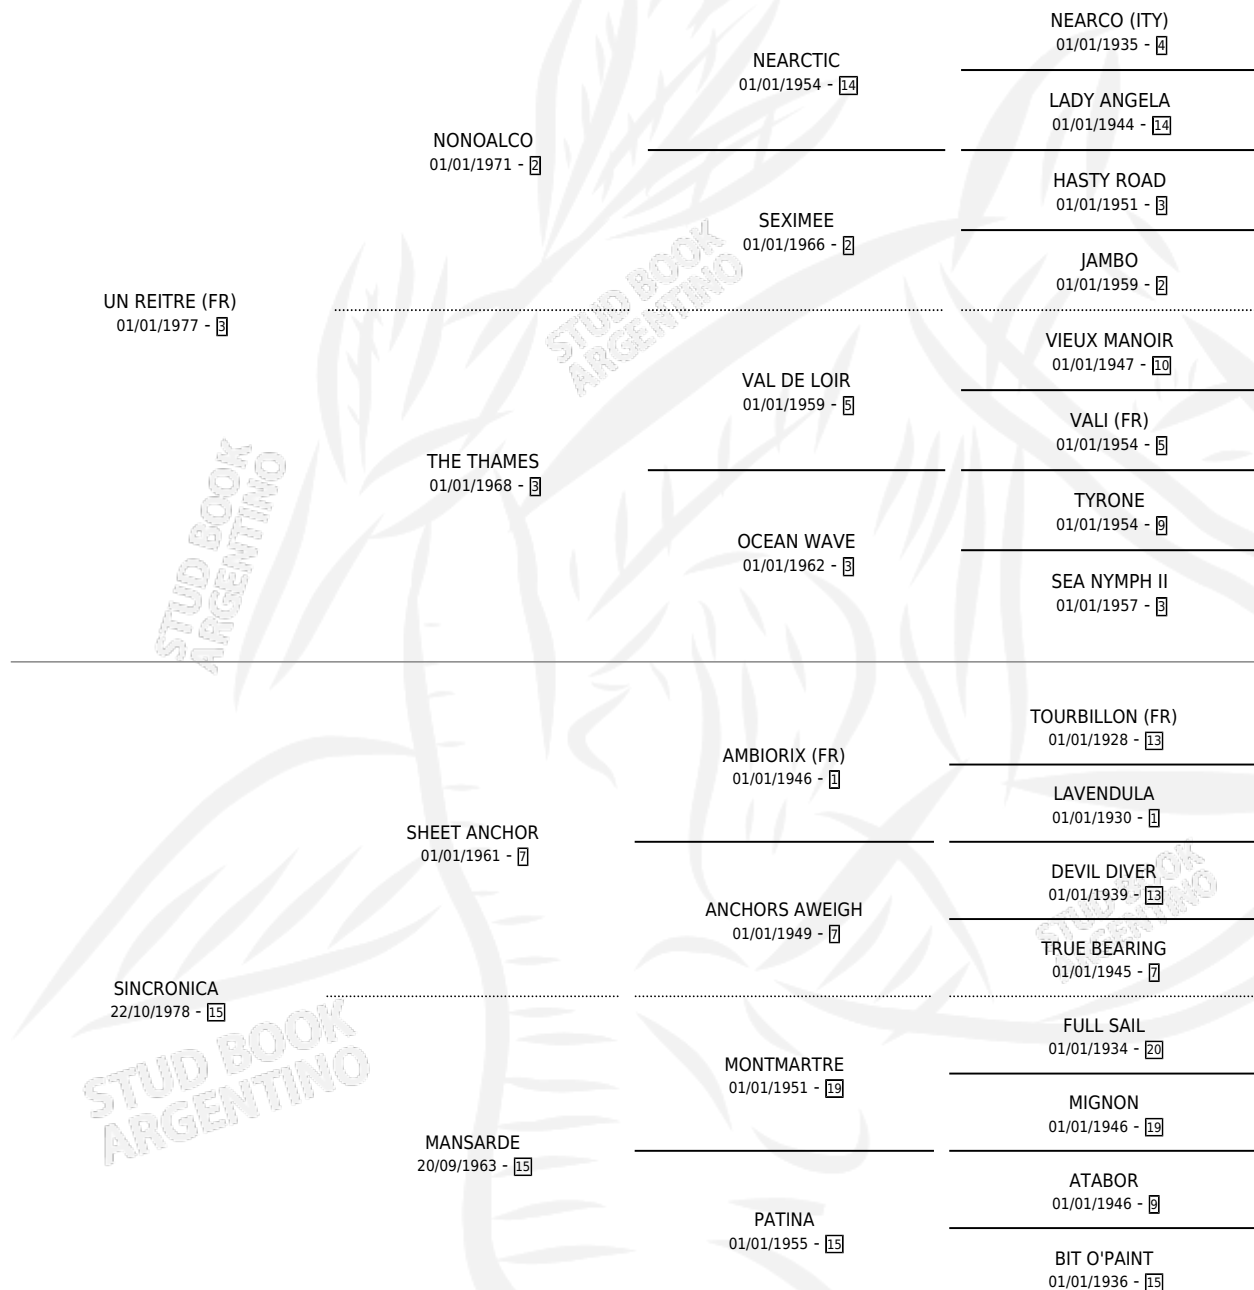 UN REITRE (FR)
01/01/1977 - 3
NONOALCO
01/01/1971 - 2
THE THAMES
01/01/1968 - 3
NEARCTIC
01/01/1954 - 14
SEXIMEE
01/01/1966 - 2
VAL DE LOIR
01/01/1959 - 5
OCEAN WAVE
01/01/1962 - 3
NEARCO (ITY)
01/01/1935 - 4
LADY ANGELA
01/01/1944 - 14
HASTY ROAD
01/01/1951 - 3
JAMBO
01/01/1959 - 2
VIEUX MANOIR
01/01/1947 - 10
VALI (FR)
01/01/1954 - 5
TYRONE
01/01/1954 - 9
SEA NYMPH II
01/01/1957 - 3
SINCRONICA
22/10/1978 - 15
SHEET ANCHOR
01/01/1961 - 7
MANSARDE
20/09/1963 - 15
AMBIORIX (FR)
01/01/1946 - 1
ANCHORS AWEIGH
01/01/1949 - 7
MONTMARTRE
01/01/1951 - 19
PATINA
01/01/1955 - 15
TOURBILLON (FR)
01/01/1928 - 13
LAVENDULA
01/01/1930 - 1
DEVIL DIVER
01/01/1939 - 13
TRUE BEARING
01/01/1945 - 7
FULL SAIL
01/01/1934 - 20
MIGNON
01/01/1946 - 19
ATABOR
01/01/1946 - 9
BIT O'PAINT
01/01/1936 - 15
STUD BOOK
ARGENTINO
STUD BOOK
ARGENTINO
STUD BOOK
ARGENTINO
STUD BOOK
ARGENTINO